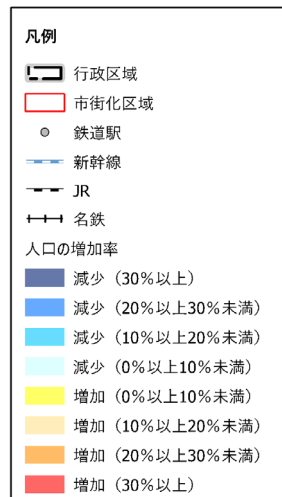 凡例
行政区域
市街化区域
鉄道駅
新幹線
JR
名鉄
人口の増加率
減少（30%以上）
減少（20%以上30%未満）
減少（10%以上20%未満）
減少（0%以上10%未満）
増加（0%以上10%未満）
増加（10%以上20%未満）
増加（20%以上30%未満）
増加（30%以上）